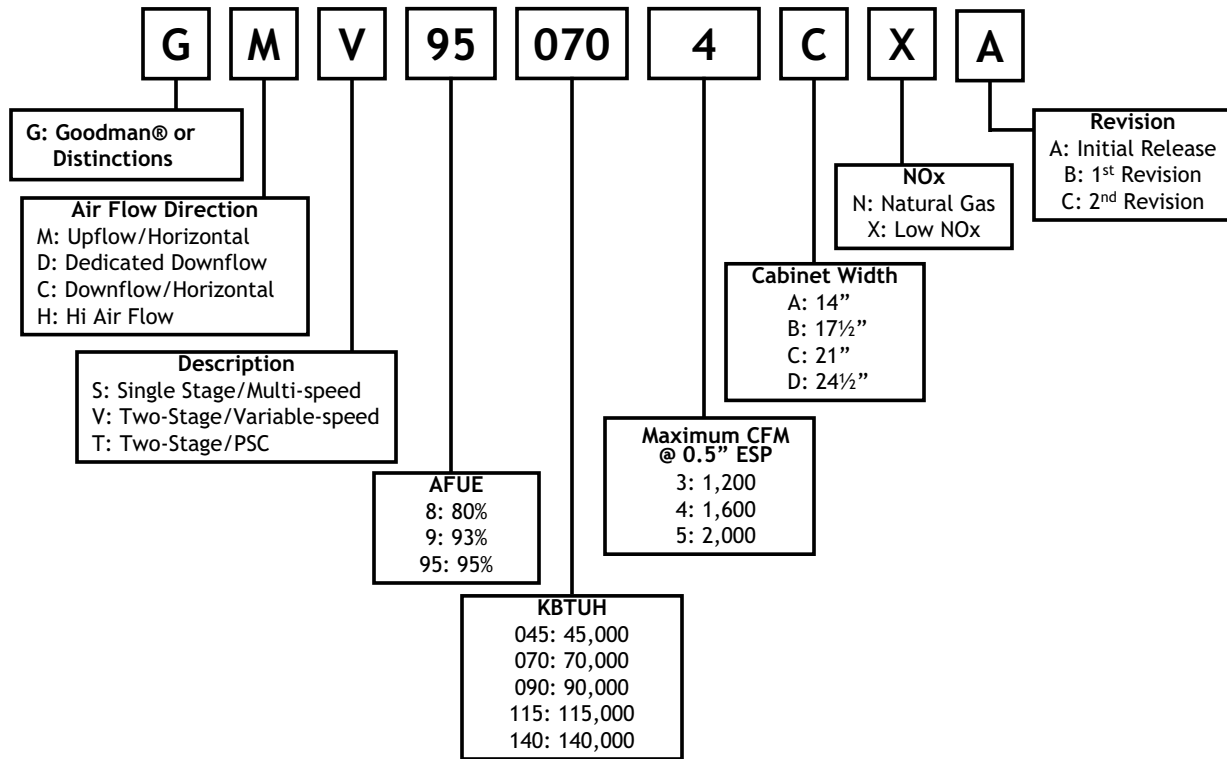 G M V 95 070 4 C X A
G: Goodman® or
Distinctions
Air Flow Direction
M: Upflow/Horizontal
D: Dedicated Downflow
C: Downflow/Horizontal
H: Hi Air Flow
Description
S: Single Stage/Multi-speed
V: Two-Stage/Variable-speed
T: Two-Stage/PSC
AFUE
8: 80%
9: 93%
95: 95%
KBTUH
045: 45,000
070: 70,000
090: 90,000
115: 115,000
140: 140,000
Maximum CFM
@ 0.5” ESP
3: 1,200
4: 1,600
5: 2,000
Cabinet Width
A: 14”
B: 17½”
C: 21”
D: 24½”
NOx
N: Natural Gas
X: Low NOx
Revision
A: Initial Release
B: 1st Revision
C: 2nd Revision